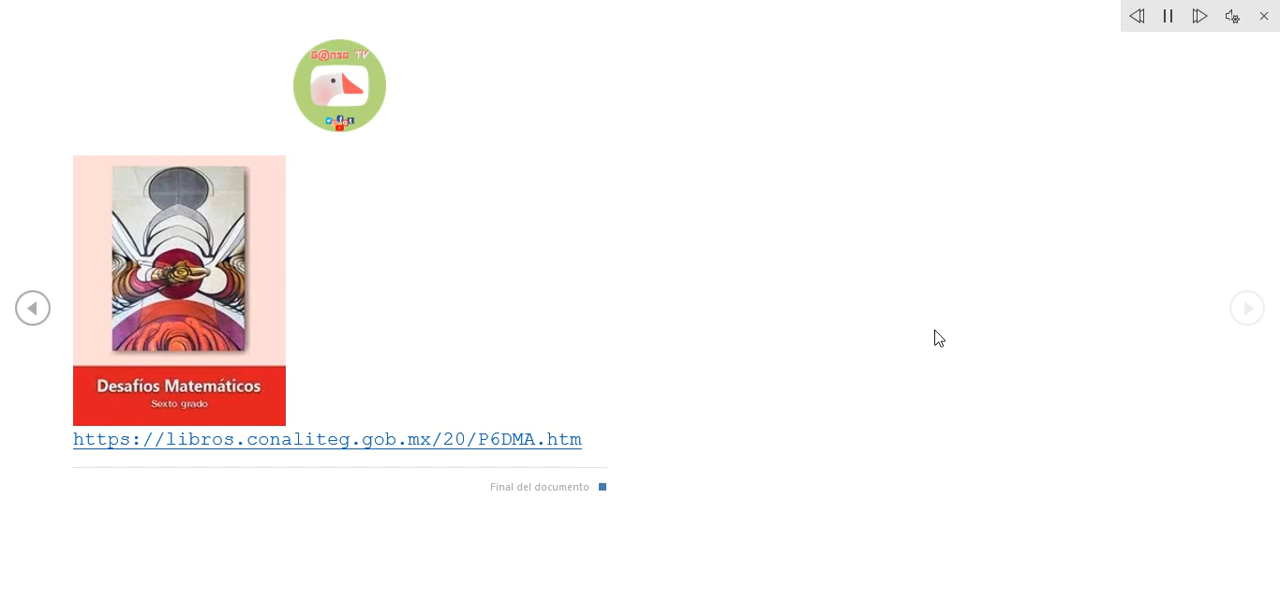 G@nso TV
Desafíos Matemáticos
Sexto grado
https://libros.conaliteg.gob.mx/20/P6DMA.htm
Final del documento